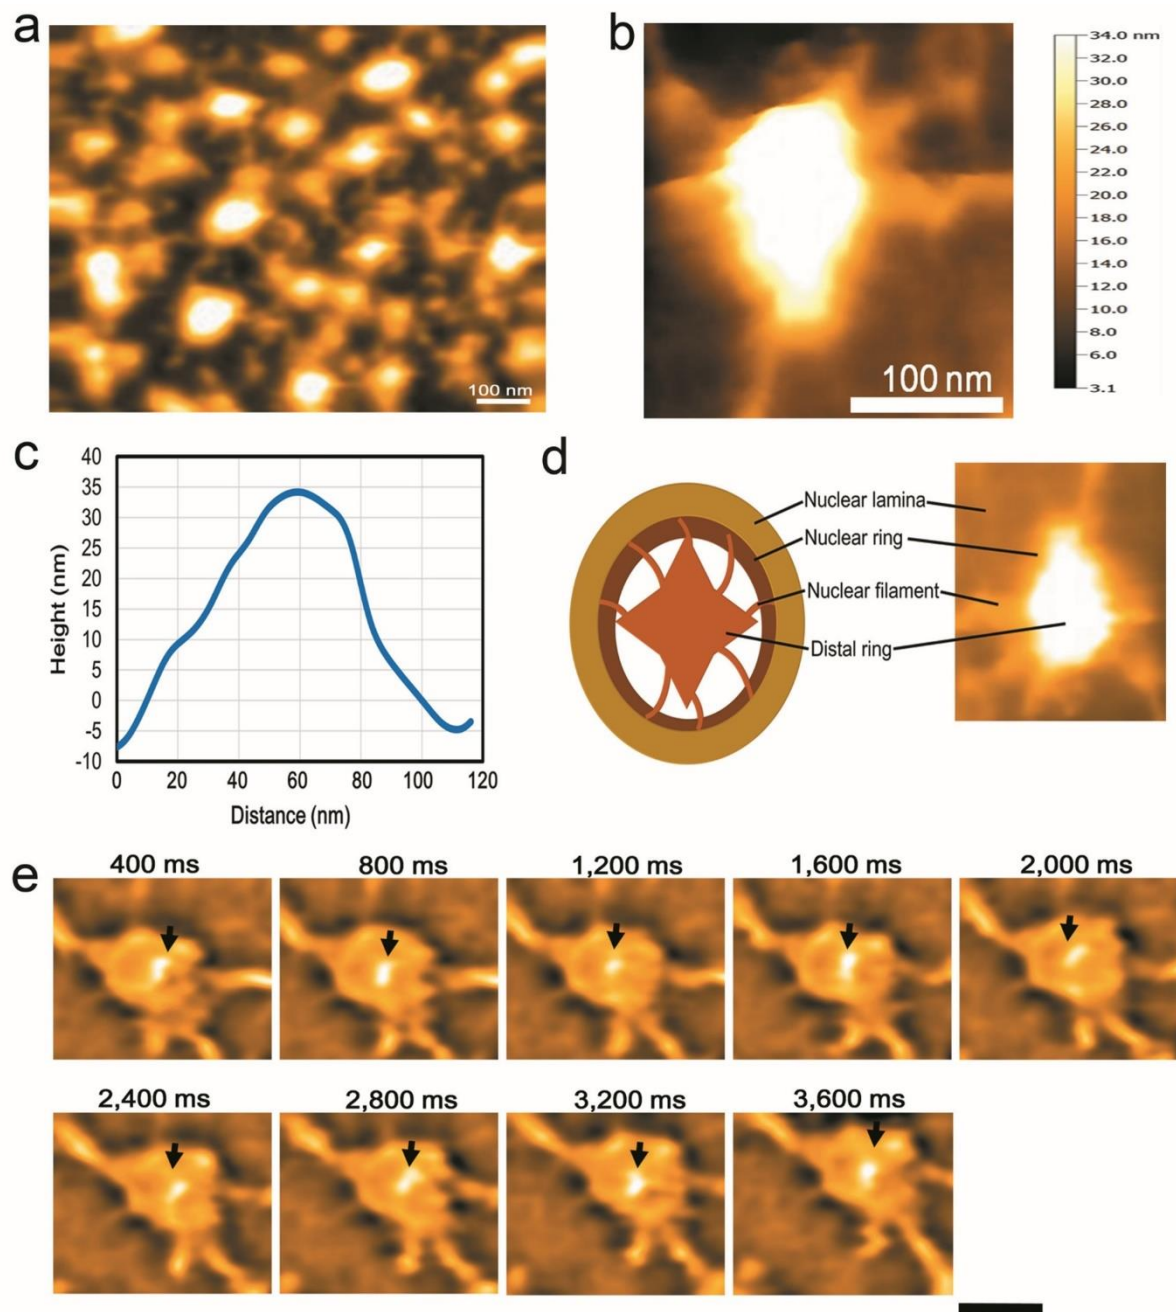 a
100 nm
b
100 nm
34.0 nm
32.0
30.0
28.0
26.0
24.0
22.0
20.0
18.0
16.0
14.0
12.0
10.0
8.0
6.0
3.1
c
40
35
30
25
20
15
10
5
0
-5
-10
0 20 40 60 80 100 120
Height (nm)
Distance (nm)
d
Nuclear lamina
Nuclear ring
Nuclear filament
Distal ring
e
400 ms 800 ms 1,200 ms 1,600 ms 2,000 ms
2,400 ms 2,800 ms 3,200 ms 3,600 ms